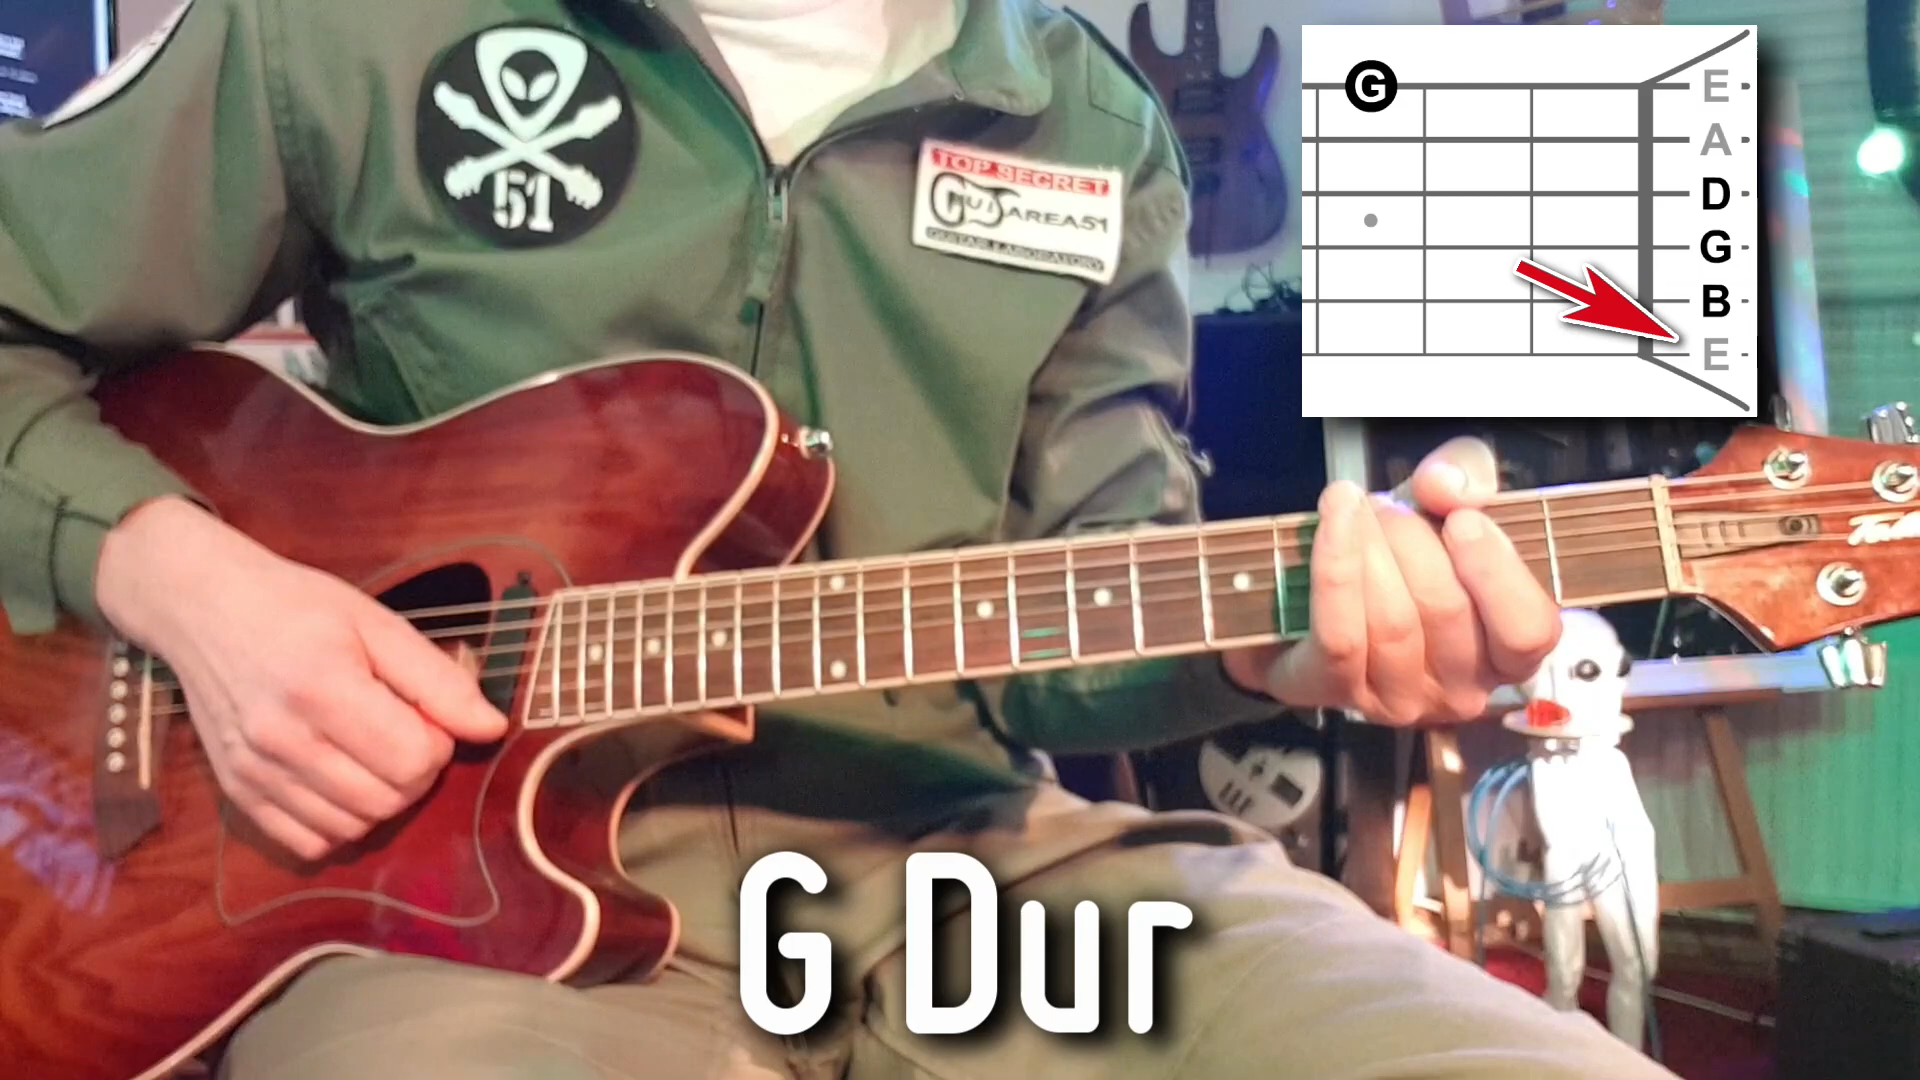 51
TOP SECRET
GUITAREA51
GUITAR LABORATORY
G
E
A
D
G
B
E
G Dur